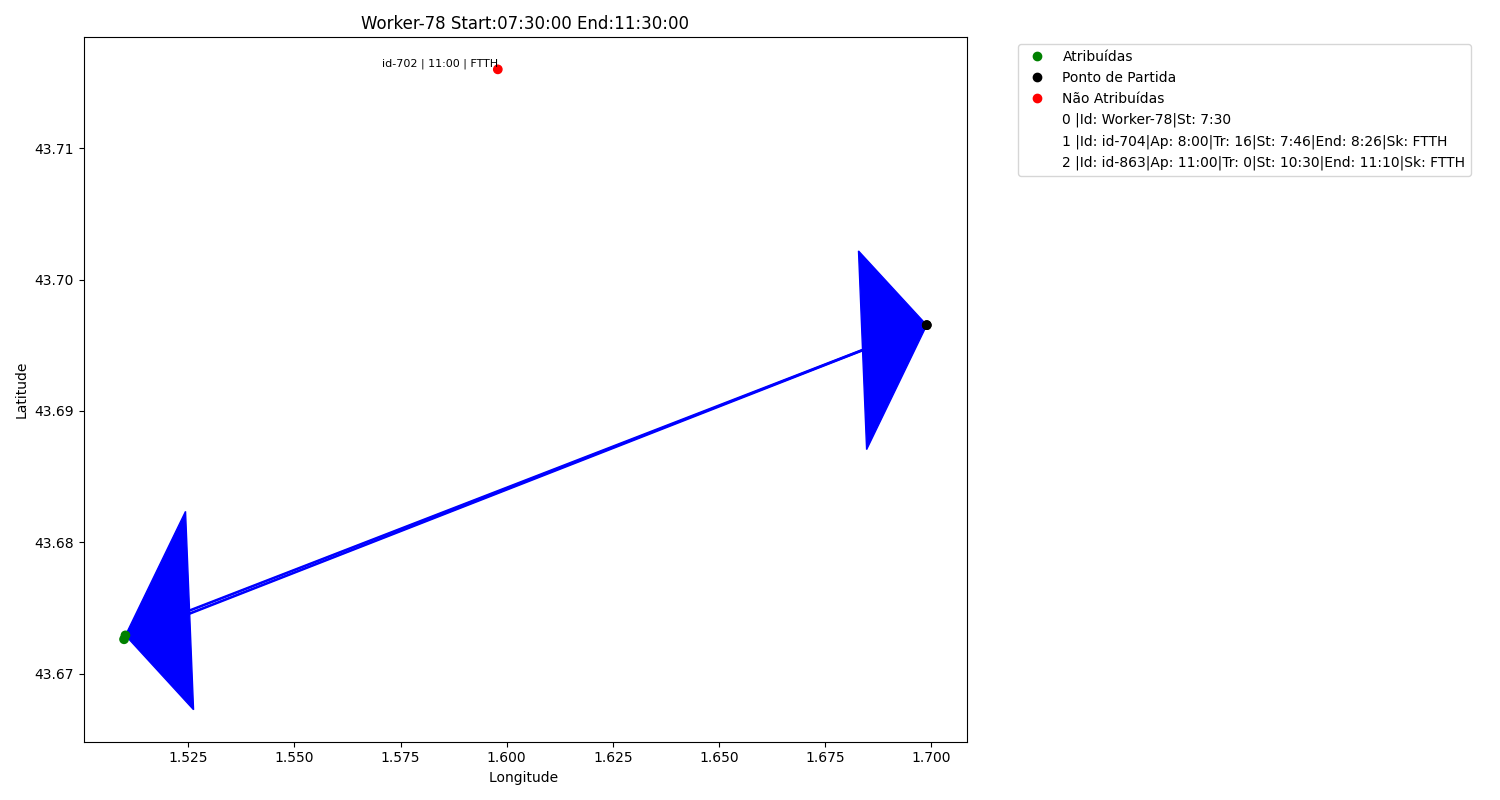 Worker-78 Start:07:30:00 End:11:30:00
id-702 | 11:00 | FTTH
Atribuídas
Ponto de Partida
Não Atribuídas
0 |Id: Worker-78|St: 7:30
1 |Id: id-704|Ap: 8:00|Tr: 16|St: 7:46|End: 8:26|Sk: FTTH
2 |Id: id-863|Ap: 11:00|Tr: 0|St: 10:30|End: 11:10|Sk: FTTH
43.71
43.70
43.69
43.68
43.67
Latitude
1.525 1.550 1.575 1.600 1.625 1.650 1.675 1.700
Longitude